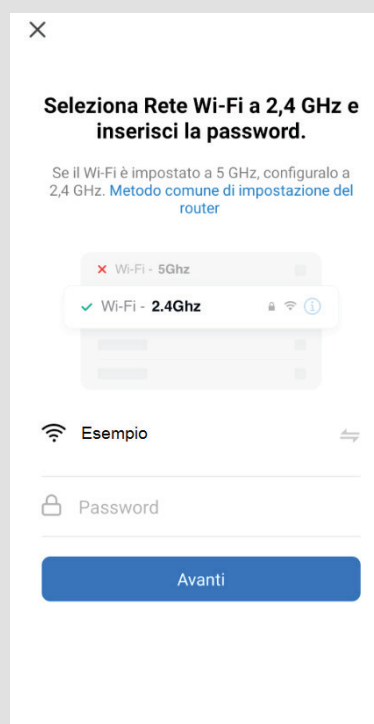 Seleziona Rete Wi-Fi a 2,4 GHz e
inserisci la password.
Se il Wi-Fi è impostato a 5 GHz, configuralo a
2,4 GHz. Metodo comune di impostazione del
router
Wi-Fi - 5Ghz
Wi-Fi - 2.4Ghz
Esempio
Password
Avanti